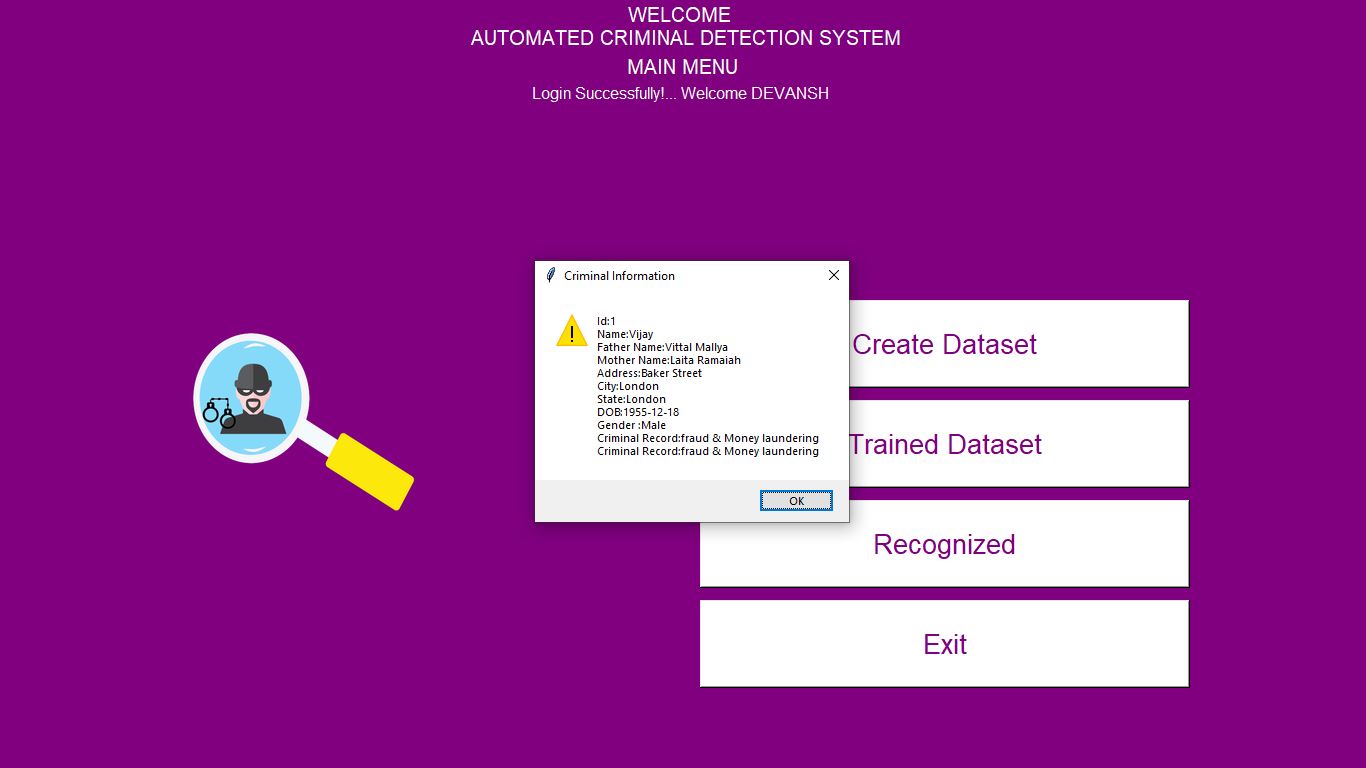 WELCOME
AUTOMATED CRIMINAL DETECTION SYSTEM
MAIN MENU
Login Successfully!... Welcome DEVANSH
Criminal Information
Id:1
Name:Vijay
Father Name:Vittal Mallya
Mother Name:Laita Ramaiah
Address:Baker Street
City:London
State:London
DOB:1955-12-18
Gender :Male
Criminal Record:fraud & Money laundering
Criminal Record:fraud & Money laundering
OK
Create Dataset
Trained Dataset
Recognized
Exit